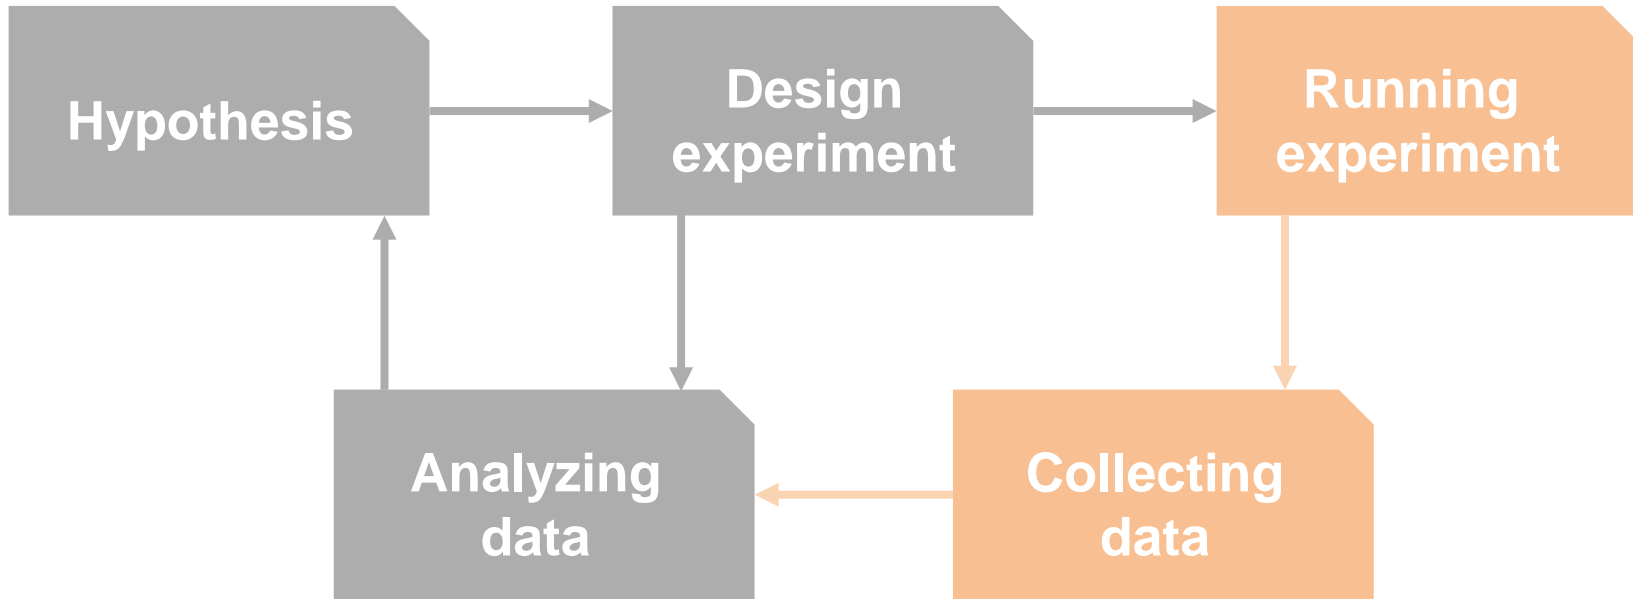 Hypothesis
Design
experiment
Running
experiment
Analyzing
data
Collecting
data